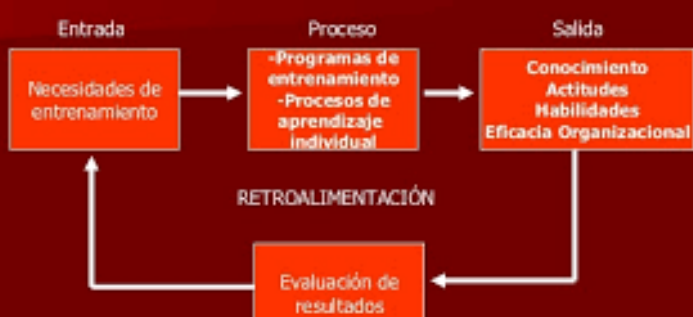 Entrada
Proceso
Salida
Necesidades de
entrenamiento
-Programas de
entrenamiento
-Procesos de
aprendizaje
individual
Conocimiento
Actitudes
Habilidades
Eficacia Organizacional
RETROALIMENTACIÓN
Evaluación de
resultados